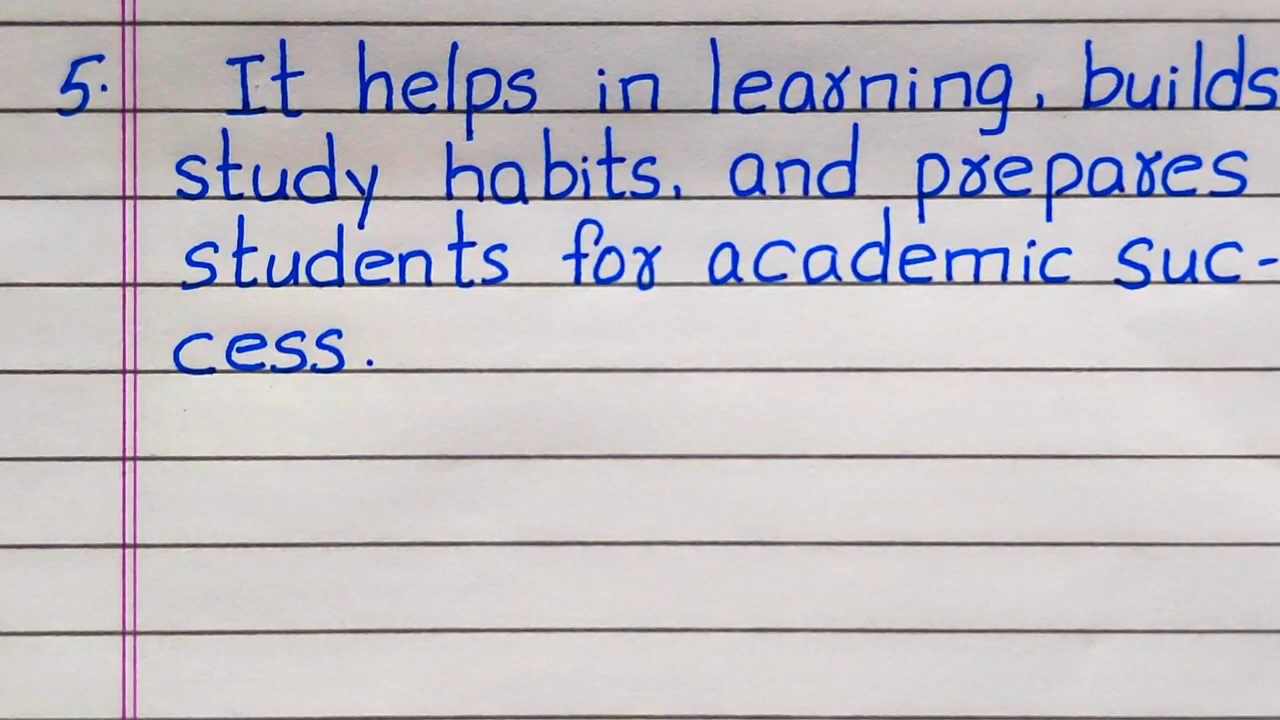 5. It helps in learning, builds
study habits, and prepares
students for academic suc-
cess.